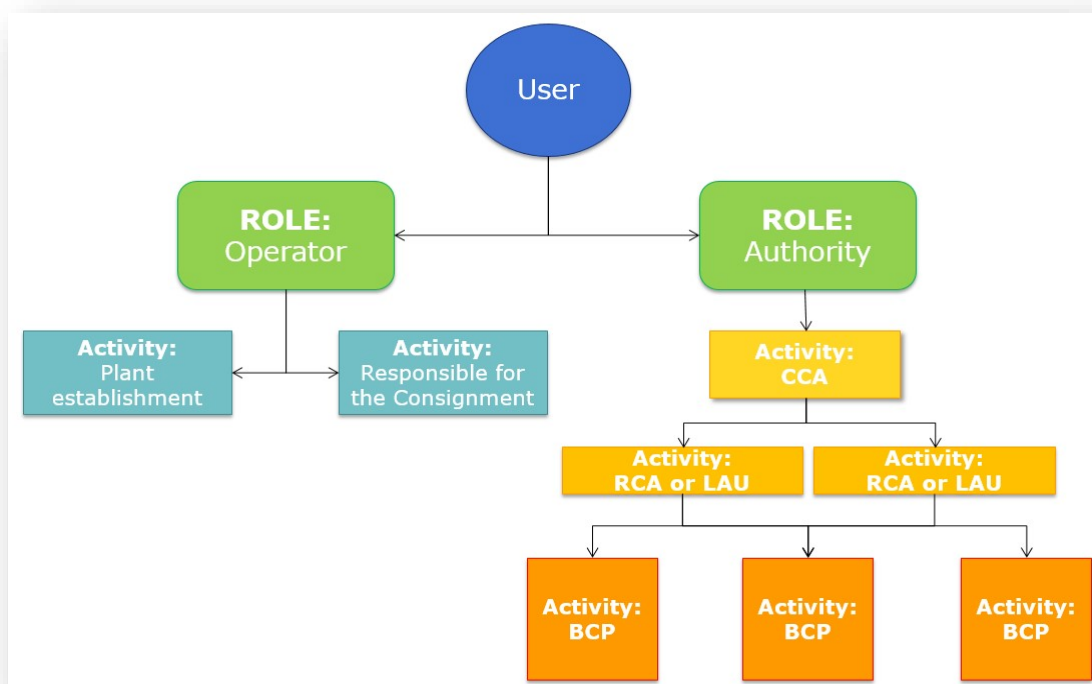 User
ROLE:
Operator
ROLE:
Authority
Activity:
Plant
establishment
Activity:
Responsible for
the Consignment
Activity:
CCA
Activity:
RCA or LAU
Activity:
RCA or LAU
Activity:
BCP
Activity:
BCP
Activity:
BCP